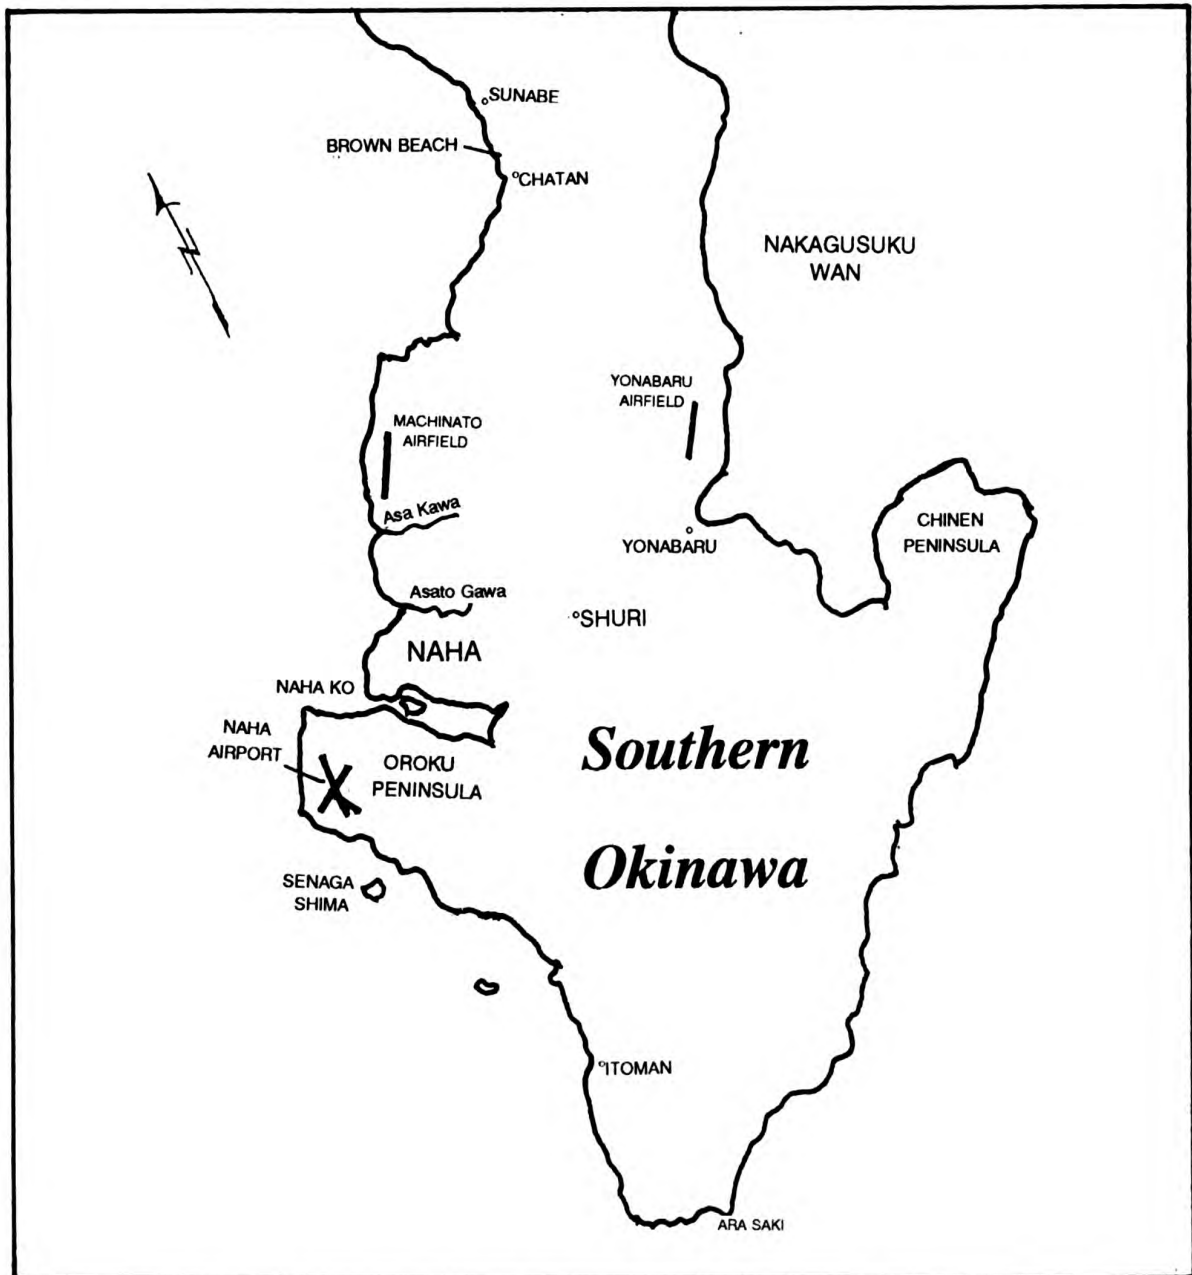 SUNABE
BROWN BEACH
CHATAN
NAKAGUSUKU
WAN
YONABARU
AIRFIELD
MACHINATO
AIRFIELD
Asa Kawa
CHINEN
PENINSULA
YONABARU
Asato Gawa
SHURI
NAHA
NAHA KO
NAHA
AIRPORT
OROKU
PENINSULA
Southern
Okinawa
SENAGA
SHIMA
ITOMAN
ARA SAKI